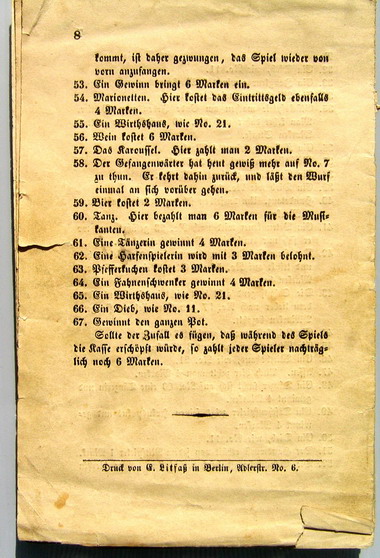 8
kommt, ist daher gezwungen, das Spiel wieder von
vorn anzufangen.
53. Ein Gewinn bringt 6 Marken ein.
54. Marionetten. Hier kostet das Eintrittsgeld ebenfalls
4 Marken.
55. Ein Wirthshaus, wie No. 21.
56. Wein kostet 6 Marken.
57. Das Karoussel. Hier zahlt man 2 Marken.
58. Der Gefangenwärter hat heut gewiß mehr auf No. 7
zu thun. Er kehrt dahin zurück, und läßt den Wurf
einmal an sich vorüber gehen.
59. Bier kostet 2 Marken.
60. Tanz. Hier bezahlt man 6 Marken für die Musi-
kanten.
61. Eine Tänzerin gewinnt 4 Marken.
62. Eine Harfenspielerin wird mit 3 Marken belohnt.
63. Pfefferkuchen kostet 3 Marken.
64. Ein Fahnenschwenker gewinnt 4 Marken.
65. Ein Wirthshaus, wie No. 21.
66. Ein Dieb, wie No. 11.
67. Gewinnt den ganzen Pot.
Sollte der Zufall es fügen, daß während des Spiels
die Kasse erschöpft würde, so zahlt jeder Spieler nachträg-
lich noch 6 Marken.
Druck von E. Litfaß in Berlin, Adlerstr. No. 6.